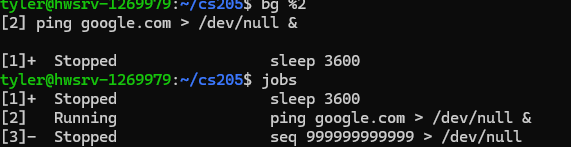 tyler@hwsrv-1269979:~/cs205$ bg %2
[2] ping google.com > /dev/null &

[1]+  Stopped                 sleep 3600
tyler@hwsrv-1269979:~/cs205$ jobs
[1]+  Stopped                 sleep 3600
[2]   Running                 ping google.com > /dev/null &
[3]-  Stopped                 seq 999999999999 > /dev/null